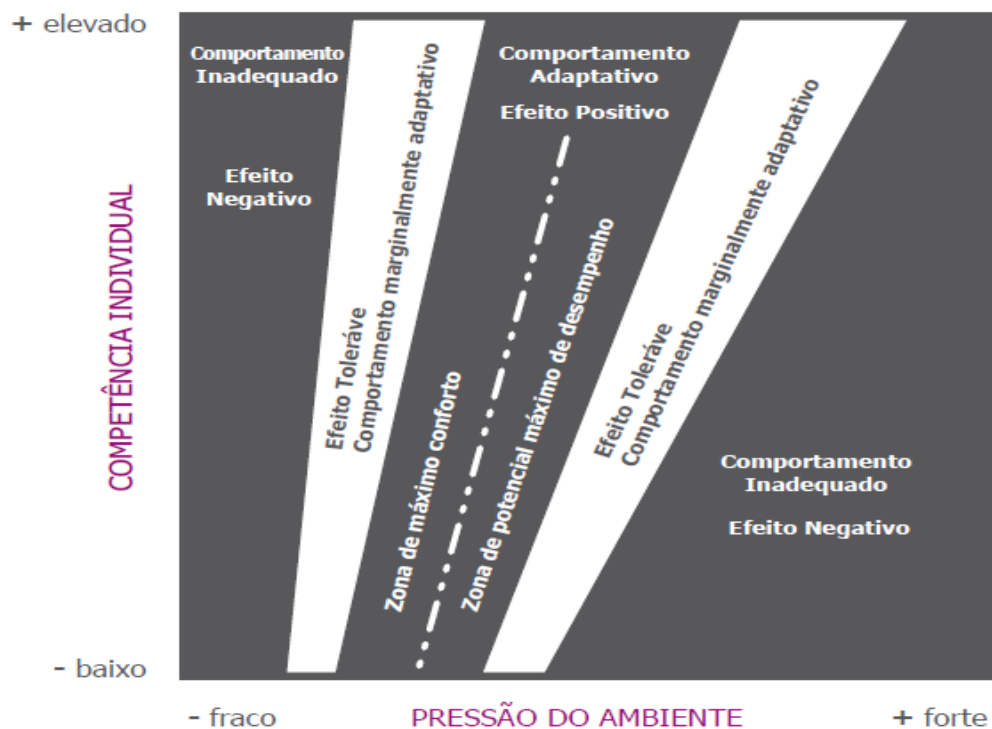 + elevado
COMPETÊNCIA INDIVIDUAL
- baixo
Comportamento
Inadequado
Efeito
Negativo
Efeito Toleráve
Comportamento marginalmente adaptativo
Comportamento
Adaptativo
Efeito Positivo
Zona de máximo conforto
Zona de potencial máximo de desempenho
Efeito Toleráve
Comportamento marginalmente adaptativo
Comportamento
Inadequado
Efeito Negativo
- fraco
PRESSÃO DO AMBIENTE
+ forte